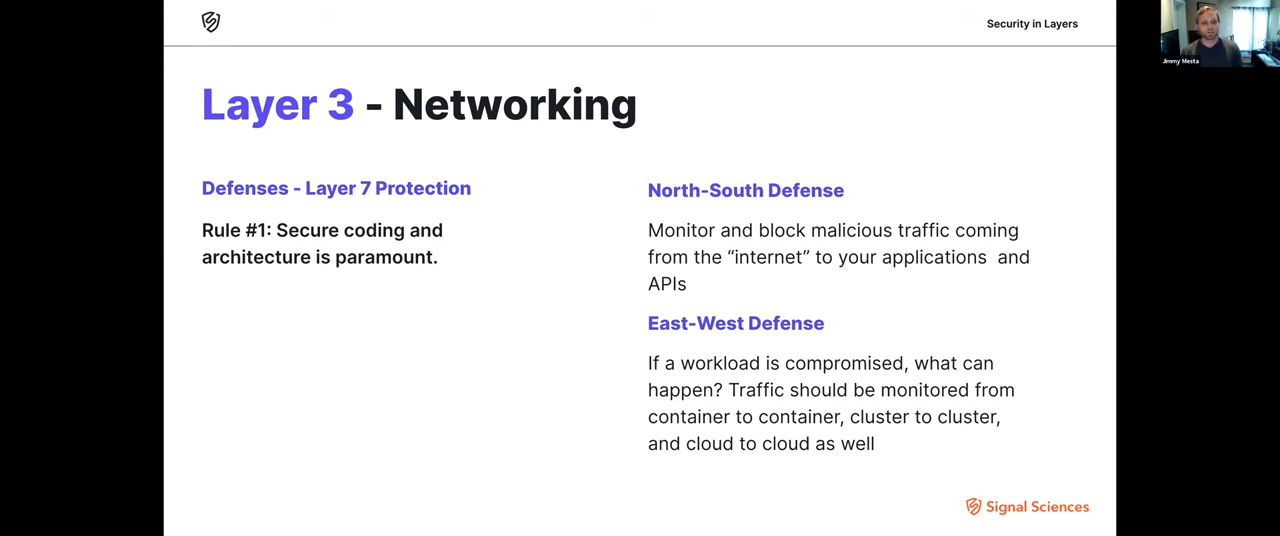 Security in Layers
Jimmy Mesta
Layer 3 - Networking
Defenses - Layer 7 Protection
Rule #1: Secure coding and
architecture is paramount.
North-South Defense
Monitor and block malicious traffic coming
from the “internet” to your applications  and
APIs
East-West Defense
If a workload is compromised, what can
happen? Traffic should be monitored from
container to container, cluster to cluster,
and cloud to cloud as well
Signal Sciences